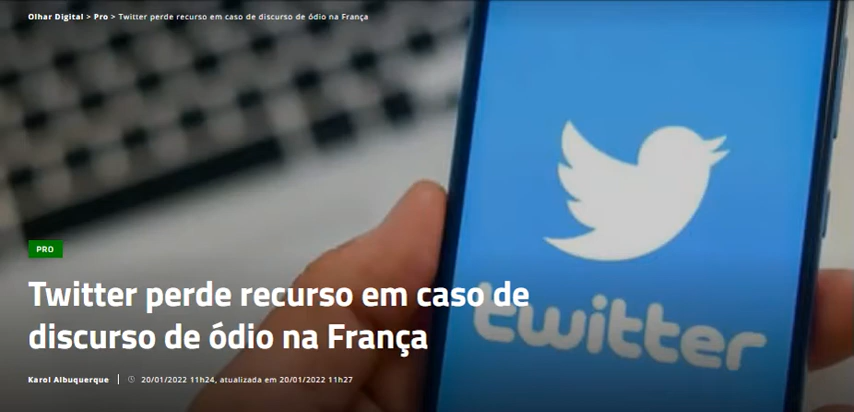 Olhar Digital > Pro > Twitter perde recurso em caso de discurso de ódio na França
PRO
Twitter perde recurso em caso de
discurso de ódio na França
twitter
Karol Albuquerque | 20/01/2022 11h24, atualizada em 20/01/2022 11h27